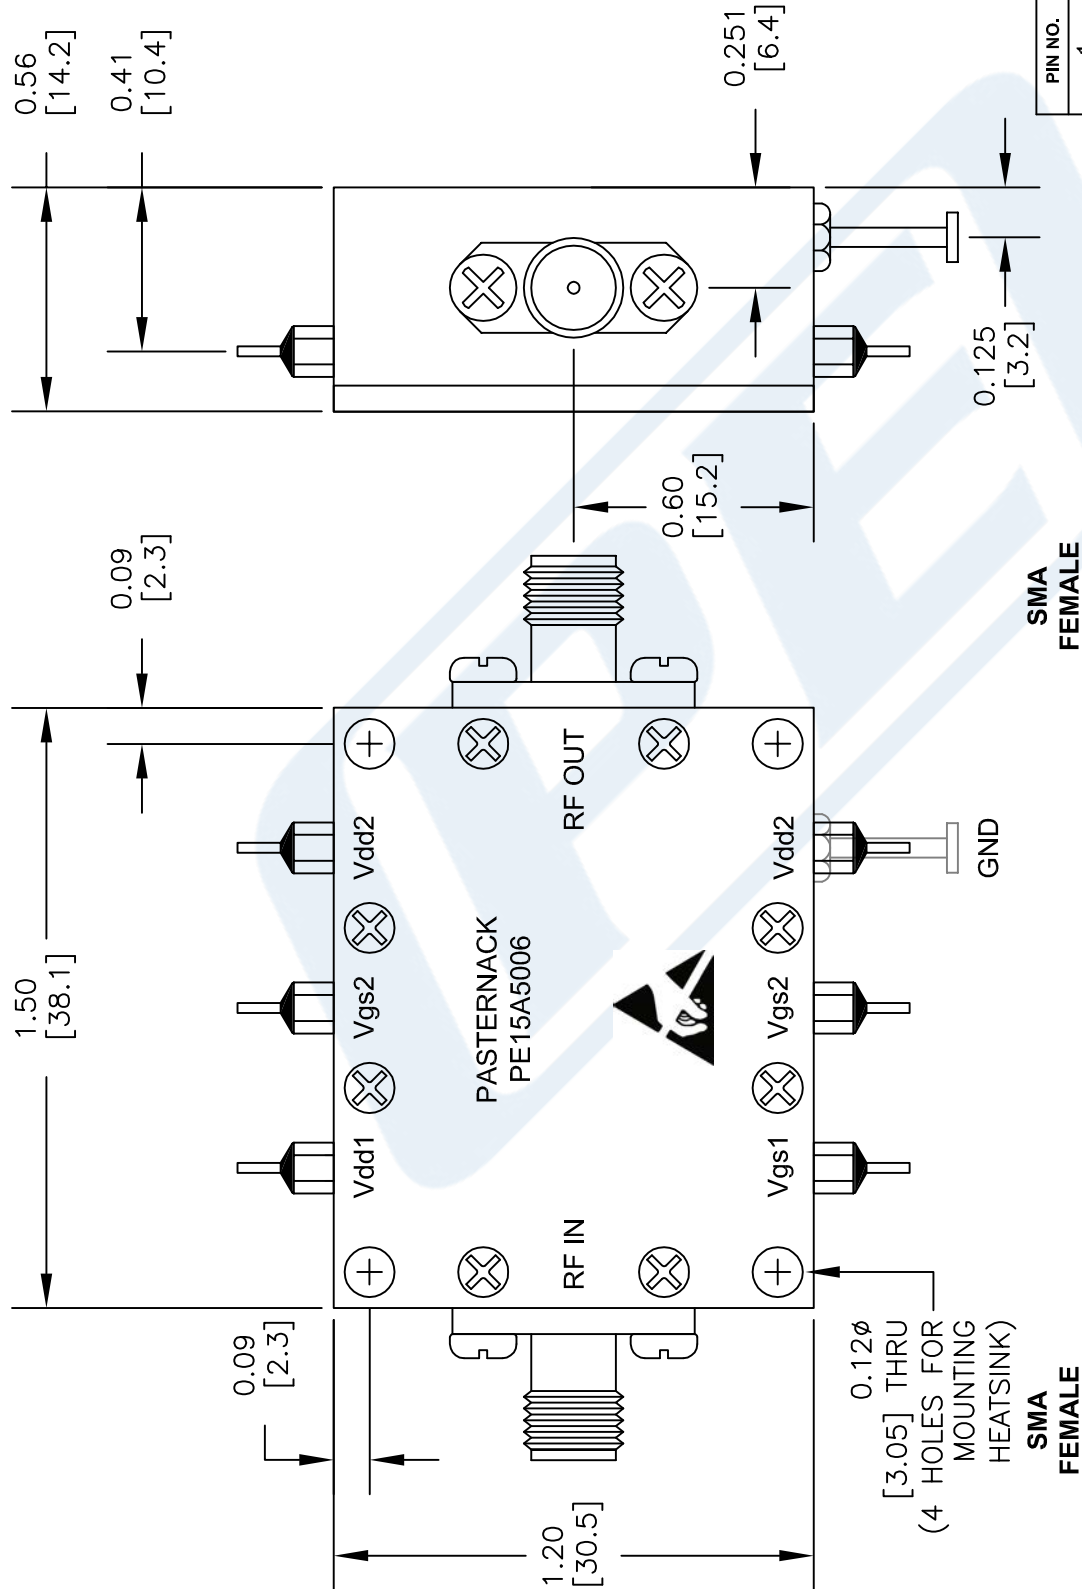 1.50
[38.1]
0.09
[2.3]
0.56
[14.2]
0.41
[10.4]
0.09
[2.3]
1.20
[30.5]
Vdd1
Vgs2
Vdd2
PASTERNACK
PE15A5006
RF IN
RF OUT
Vgs1
Vgs2
Vdd2
GND
0.12ø
[3.05] THRU
(4 HOLES FOR
MOUNTING
HEATSINK)
SMA
FEMALE
SMA
FEMALE
0.60
[15.2]
0.251
[6.4]
0.125
[3.2]
PIN NO.